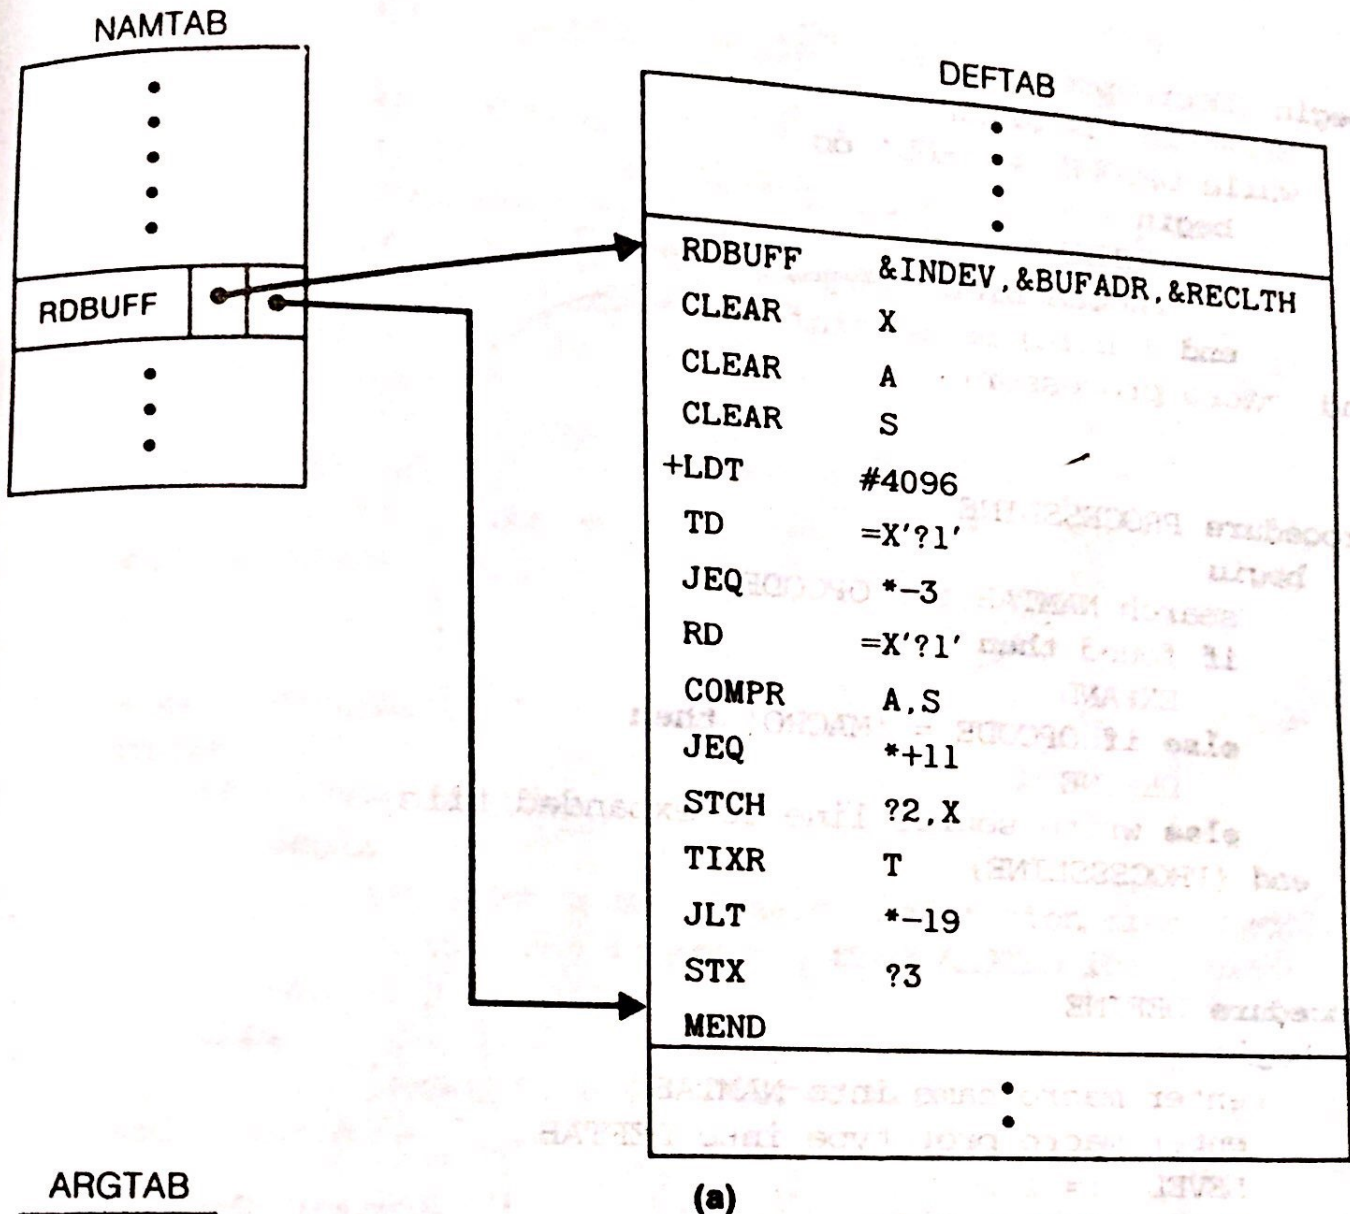 NAMTAB
RDBUFF
DEFTAB
RDBUFF &INDEV,&BUFADR,&RECLTH
CLEAR X
CLEAR A
CLEAR S
+LDT #4096
TD =X'?1'
JEQ *−3
RD =X'?1'
COMPR A,S
JEQ *+11
STCH ?2,X
TIXR T
JLT *−19
STX ?3
MEND
ARGTAB
(a)